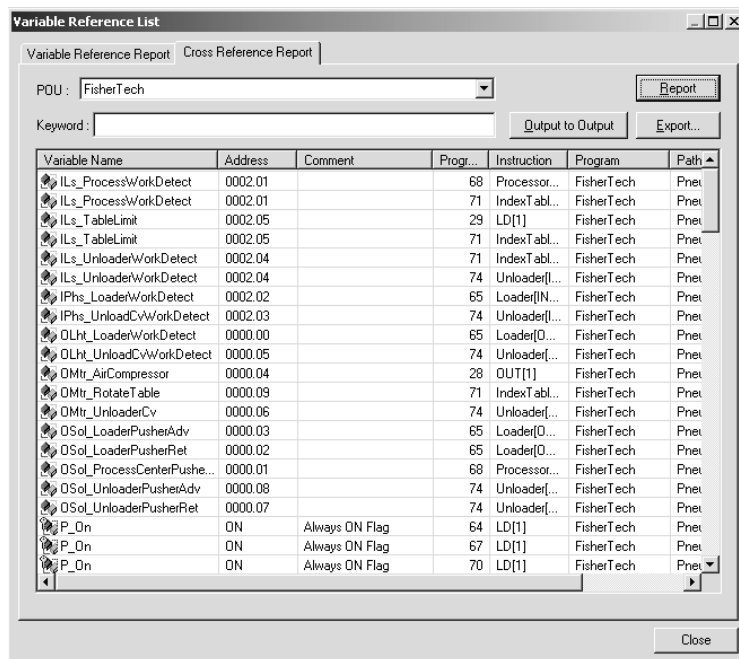 Variable Reference List
Variable Reference Report Cross Reference Report
POU : FisherTech Report
Keyword : Output to Output Export...
Variable Name Address Comment Progr... Instruction Program Path
ILs_ProcessWorkDetect 0002.01 68 Processor... FisherTech Pneu
ILs_ProcessWorkDetect 0002.01 71 IndexTabl... FisherTech Pneu
ILs_TableLimit 0002.05 29 LD[1] FisherTech Pneu
ILs_TableLimit 0002.05 71 IndexTabl... FisherTech Pneu
ILs_UnloaderWorkDetect 0002.04 71 IndexTabl... FisherTech Pneu
ILs_UnloaderWorkDetect 0002.04 74 Unloader[I... FisherTech Pneu
IPhs_LoaderWorkDetect 0002.02 65 Loader[IN... FisherTech Pneu
IPhs_UnloadCvWorkDetect 0002.03 74 Unloader[I... FisherTech Pneu
OLht_LoaderWorkDetect 0000.00 65 Loader[O... FisherTech Pneu
OLht_UnloadCvWorkDetect 0000.05 74 Unloader[... FisherTech Pneu
OMtr_AirCompressor 0000.04 28 OUT[1] FisherTech Pneu
OMtr_RotateTable 0000.09 71 IndexTabl... FisherTech Pneu
OMtr_UnloaderCv 0000.06 74 Unloader[... FisherTech Pneu
OSol_LoaderPusherAdv 0000.03 65 Loader[O... FisherTech Pneu
OSol_LoaderPusherRet 0000.02 65 Loader[O... FisherTech Pneu
OSol_ProcessCenterPushe... 0000.01 68 Processor... FisherTech Pneu
OSol_UnloaderPusherAdv 0000.08 74 Unloader[... FisherTech Pneu
OSol_UnloaderPusherRet 0000.07 74 Unloader[... FisherTech Pneu
P_On ON Always ON Flag 64 LD[1] FisherTech Pneu
P_On ON Always ON Flag 67 LD[1] FisherTech Pneu
P_On ON Always ON Flag 70 LD[1] FisherTech Pneu
Close